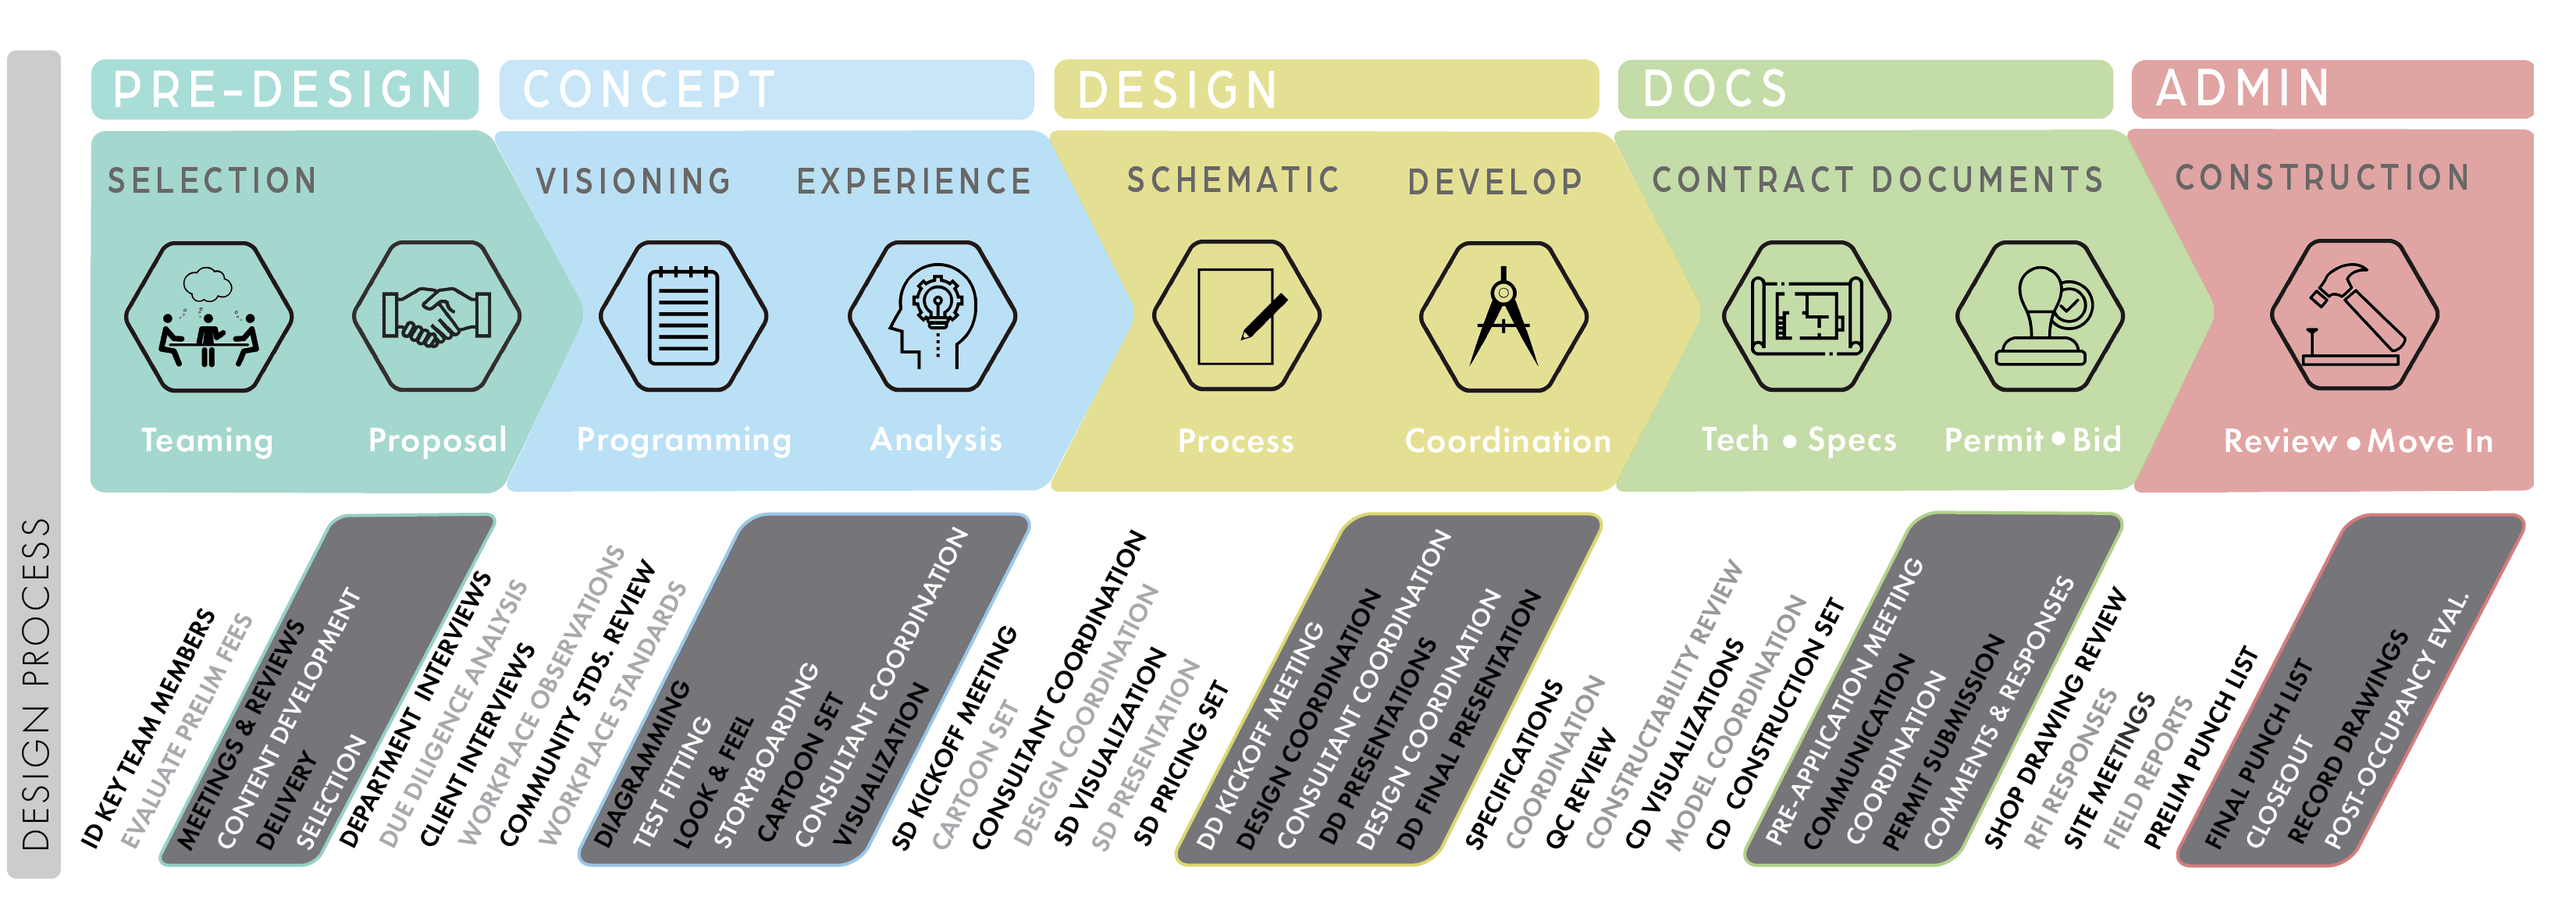 DESIGN PROCESS
PRE-DESIGN
CONCEPT
DESIGN
DOCS
ADMIN
SELECTION
VISIONING
EXPERIENCE
SCHEMATIC
DEVELOP
CONTRACT DOCUMENTS
CONSTRUCTION
Teaming
Proposal
Programming
Analysis
Process
Coordination
Tech • Specs
Permit • Bid
Review • Move In
ID KEY TEAM MEMBERS
EVALUATE PRELIM FEES
MEETINGS & REVIEWS
CONTENT DEVELOPMENT
DELIVERY
SELECTION
DEPARTMENT INTERVIEWS
DUE DILIGENCE ANALYSIS
CLIENT INTERVIEWS
WORKPLACE OBSERVATIONS
COMMUNITY STDS. REVIEW
WORKPLACE STANDARDS
DIAGRAMMING
TEST FITTING
LOOK & FEEL
STORYBOARDING
CARTOON SET
CONSULTANT COORDINATION
VISUALIZATION
SD KICKOFF MEETING
CARTOON SET
CONSULTANT COORDINATION
DESIGN COORDINATION
SD VISUALIZATION
SD PRESENTATION
SD PRICING SET
DD KICKOFF MEETING
DESIGN COORDINATION
CONSULTANT COORDINATION
DD PRESENTATIONS
DESIGN COORDINATION
DD FINAL PRESENTATION
SPECIFICATIONS
COORDINATION
QC REVIEW
CONSTRUCTABILITY REVIEW
CD VISUALIZATIONS
MODEL COORDINATION
CD CONSTRUCTION SET
PRE-APPLICATION MEETING
COMMUNICATION
COORDINATION
PERMIT SUBMISSION
COMMENTS & RESPONSES
SHOP DRAWING REVIEW
RFI RESPONSES
SITE MEETINGS
FIELD REPORTS
PRELIM PUNCH LIST
FINAL PUNCH LIST
CLOSEOUT
RECORD DRAWINGS
POST-OCCUPANCY EVAL.